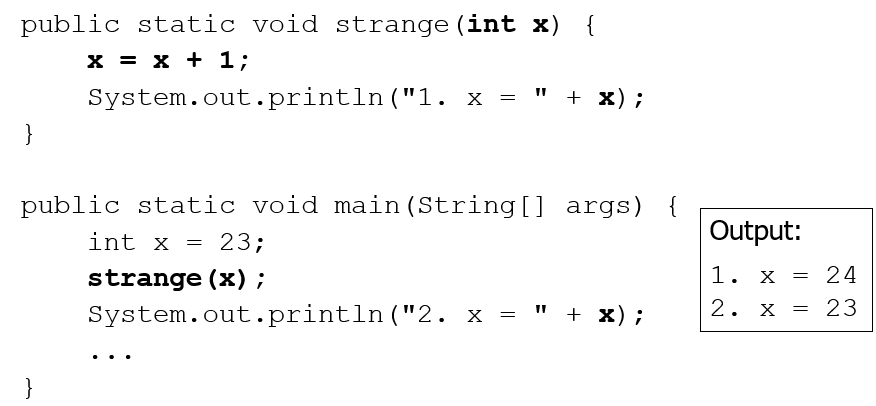 public static void strange(int x) {
    x = x + 1;
    System.out.println("1. x = " + x);
}
public static void main(String[] args) {
    int x = 23;
    strange(x);
    System.out.println("2. x = " + x);
    ...
}
Output:
1. x = 24
2. x = 23